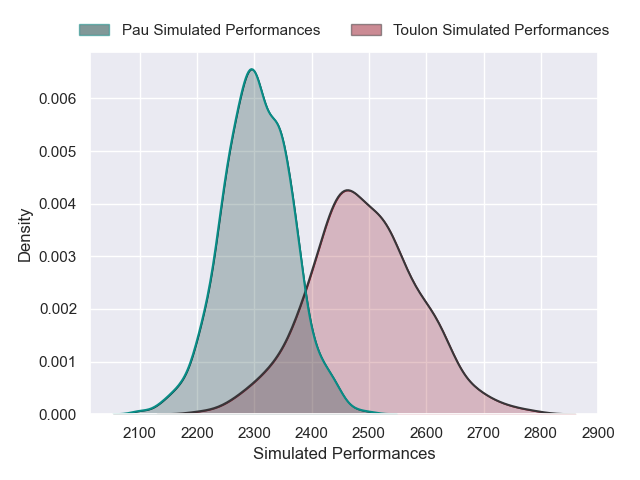 Pau Simulated Performances Toulon Simulated Performances
0.006
0.005
0.004
0.003
0.002
0.001
0.000
Density
2100 2200 2300 2400 2500 2600 2700 2800 2900
Simulated Performances